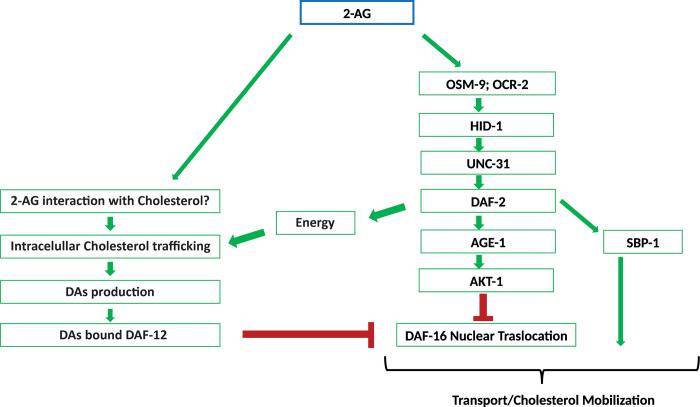 2-AG
OSM-9; OCR-2
HID-1
UNC-31
2-AG interaction with Cholesterol?
DAF-2
Energy
Intracelullar Cholesterol trafficking
AGE-1
SBP-1
AKT-1
DAs production
DAs bound DAF-12
DAF-16 Nuclear Traslocation
Transport/Cholesterol Mobilization